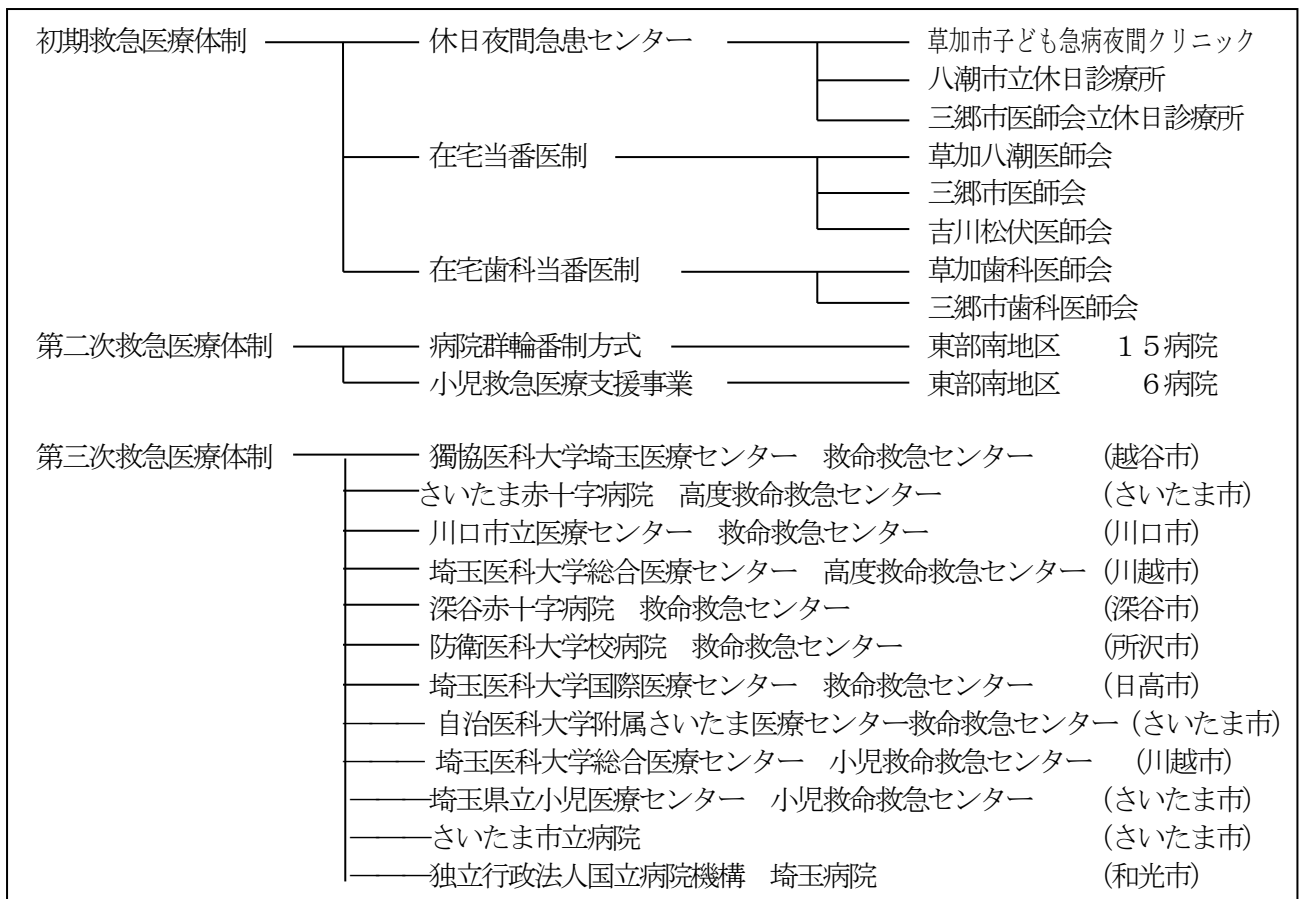 初期救急医療体制 休日夜間急患センター 草加市子ども急病夜間クリニック
八潮市立休日診療所
三郷市医師会立休日診療所
在宅当番医制 草加八潮医師会
三郷市医師会
吉川松伏医師会
在宅歯科当番医制 草加歯科医師会
三郷市歯科医師会
第二次救急医療体制 病院群輪番制方式 東部南地区 15病院
小児救急医療支援事業 東部南地区 6病院
第三次救急医療体制 獨協医科大学埼玉医療センター 救命救急センター (越谷市)
さいたま赤十字病院 高度救命救急センター (さいたま市)
川口市立医療センター 救命救急センター (川口市)
埼玉医科大学総合医療センター 高度救命救急センター (川越市)
深谷赤十字病院 救命救急センター (深谷市)
防衛医科大学校病院 救命救急センター (所沢市)
埼玉医科大学国際医療センター 救命救急センター (日高市)
自治医科大学附属さいたま医療センター救命救急センター (さいたま市)
埼玉医科大学総合医療センター 小児救命救急センター (川越市)
埼玉県立小児医療センター 小児救命救急センター (さいたま市)
さいたま市立病院 (さいたま市)
独立行政法人国立病院機構 埼玉病院 (和光市)